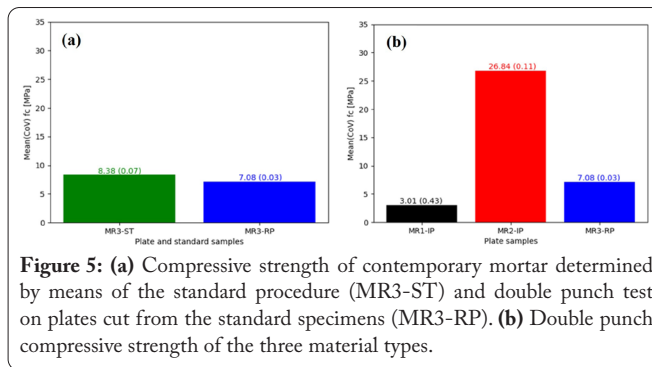 (a)
Mean(CoV) fc [MPa]
35
30
25
20
15
10
5
0
8.38 (0.07)
7.08 (0.03)
MR3-ST
MR3-RP
Plate and standard samples
(b)
Mean(CoV) fc [MPa]
35
30
25
20
15
10
5
0
3.01 (0.43)
26.84 (0.11)
7.08 (0.03)
MR1-IP
MR2-IP
MR3-RP
Plate samples
Figure 5: (a) Compressive strength of contemporary mortar determined
by means of the standard procedure (MR3-ST) and double punch test
on plates cut from the standard specimens (MR3-RP). (b) Double punch
compressive strength of the three material types.